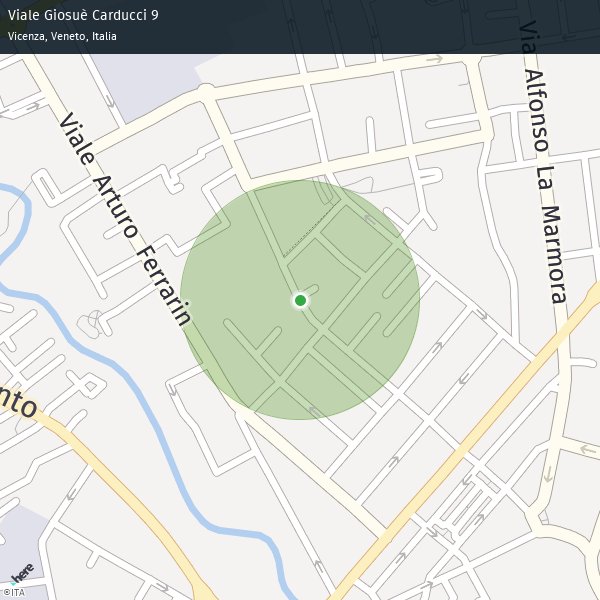 Viale Giosuè Carducci 9
Vicenza, Veneto, Italia
Via Alfonso La Marmora
Viale Arturo Ferrarin
nto
here
©ITA